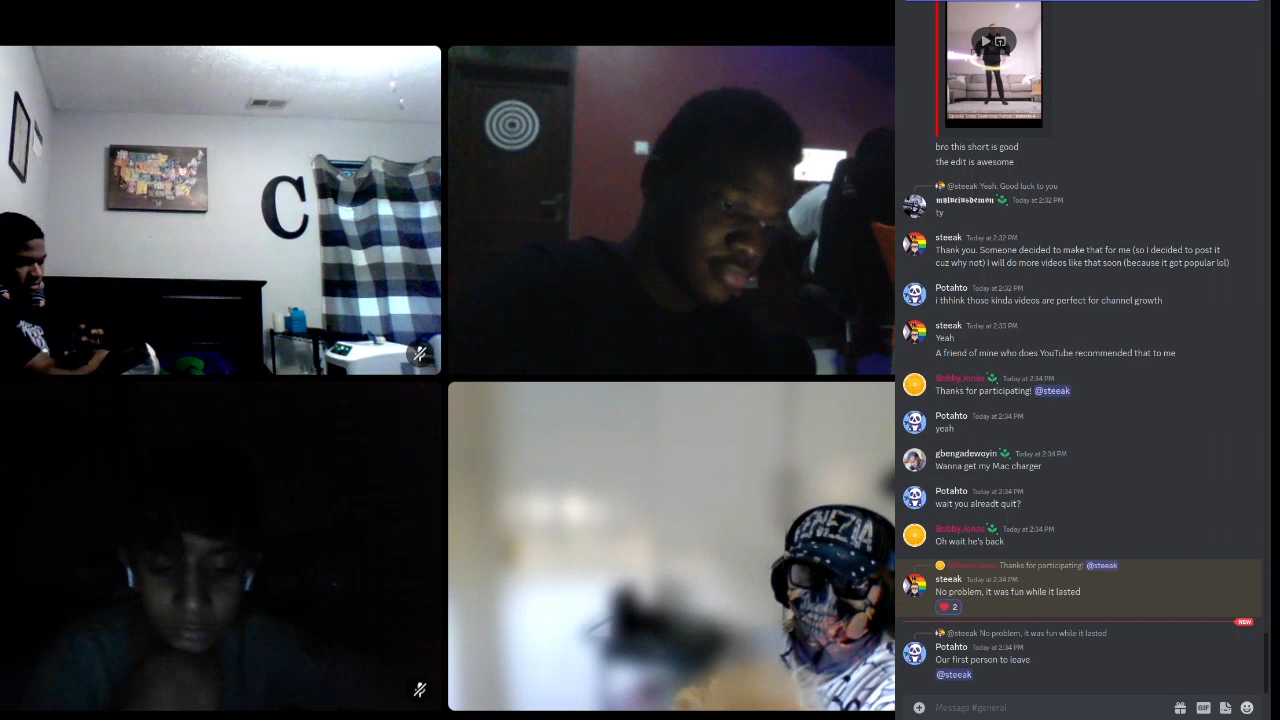 C
bro this short is good
the edit is awesome
@steeak Yeah. Good luck to you
myluciusdemon Today at 2:32 PM
ty
steeak Today at 2:32 PM
Thank you. Someone decided to make that for me (so I decided to post it
cuz why not) I will do more videos like that soon (because it got popular lol)
Potahto Today at 2:32 PM
i thhink those kinda videos are perfect for channel growth
steeak Today at 2:33 PM
Yeah
A friend of mine who does YouTube recommended that to me
BobbyJonas Today at 2:34 PM
Thanks for participating! @steeak
Potahto Today at 2:34 PM
yeah
gbengadewoyin Today at 2:34 PM
Wanna get my Mac charger
Potahto Today at 2:34 PM
wait you alreadt quit?
BobbyJonas Today at 2:34 PM
Oh wait he's back
@BobbyJonas Thanks for participating! @steeak
steeak Today at 2:34 PM
No problem, it was fun while it lasted
2
NEW
@steeak No problem, it was fun while it lasted
Potahto Today at 2:34 PM
Our first person to leave
@steeak
Message #general
GIF